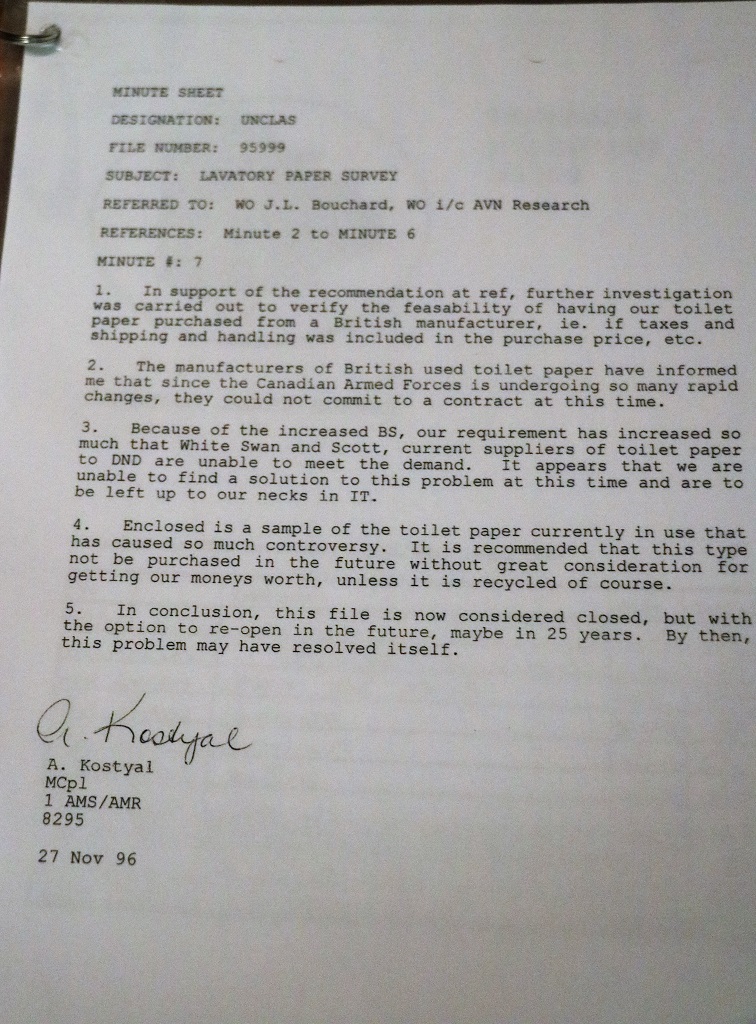 MINUTE SHEET
DESIGNATION: UNCLAS
FILE NUMBER: 95999
SUBJECT: LAVATORY PAPER SURVEY
REFERRED TO: WO J.L. Bouchard, WO i/c AVN Research
REFERENCES: Minute 2 to MINUTE 6
MINUTE #: 7
1. In support of the recommendation at ref, further investigation
was carried out to verify the feasability of having our toilet
paper purchased from a British manufacturer, ie. if taxes and
shipping and handling was included in the purchase price, etc.
2. The manufacturers of British used toilet paper have informed
me that since the Canadian Armed Forces is undergoing so many rapid
changes, they could not commit to a contract at this time.
3. Because of the increased BS, our requirement has increased so
much that White Swan and Scott, current suppliers of toilet paper
to DND are unable to meet the demand. It appears that we are
unable to find a solution to this problem at this time and are to
be left up to our necks in IT.
4. Enclosed is a sample of the toilet paper currently in use that
has caused so much controversy. It is recommended that this type
not be purchased in the future without great consideration for
getting our moneys worth, unless it is recycled of course.
5. In conclusion, this file is now considered closed, but with
the option to re-open in the future, maybe in 25 years. By then,
this problem may have resolved itself.
A. Kostyal
A. Kostyal
MCpl
1 AMS/AMR
8295
27 Nov 96